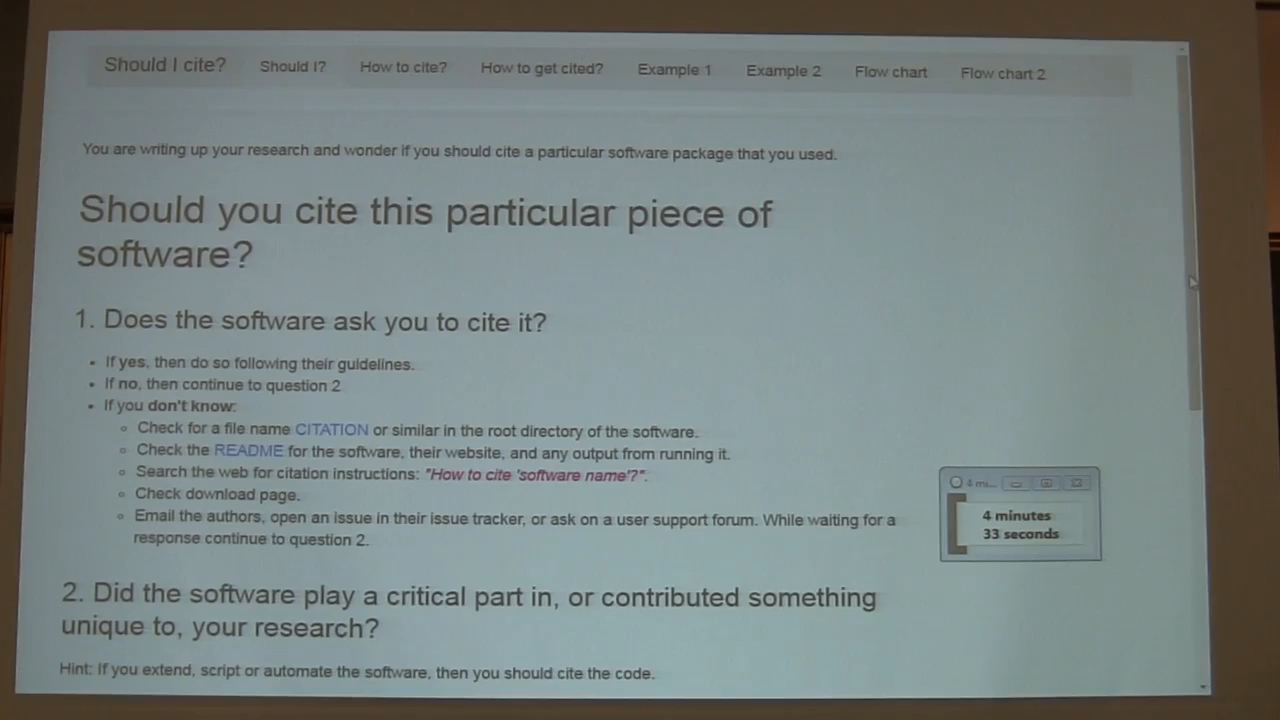 Should I cite? Should I? How to cite? How to get cited? Example 1 Example 2 Flow chart Flow chart 2
You are writing up your research and wonder if you should cite a particular software package that you used.
Should you cite this particular piece of
software?
1. Does the software ask you to cite it?
If yes, then do so following their guidelines.
If no, then continue to question 2
If you don't know:
Check for a file name CITATION or similar in the root directory of the software.
Check the README for the software, their website, and any output from running it.
Search the web for citation instructions: "How to cite 'software name'?".
Check download page.
Email the authors, open an issue in their issue tracker, or ask on a user support forum. While waiting for a
response continue to question 2.
4 mi...
4 minutes
33 seconds
2. Did the software play a critical part in, or contributed something
unique to, your research?
Hint: If you extend, script or automate the software, then you should cite the code.